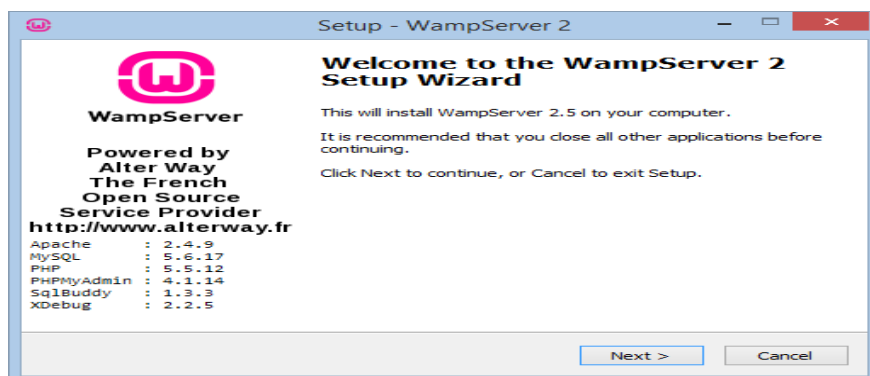 Setup - WampServer 2
WampServer
Powered by
Alter Way
The French
Open Source
Service Provider
http://www.alterway.fr
Apache : 2.4.9
MySQL : 5.6.17
PHP : 5.5.12
PHPMyAdmin : 4.1.14
SqlBuddy : 1.3.3
XDebug : 2.2.5
Welcome to the WampServer 2
Setup Wizard
This will install WampServer 2.5 on your computer.
It is recommended that you close all other applications before
continuing.
Click Next to continue, or Cancel to exit Setup.
Next >
Cancel